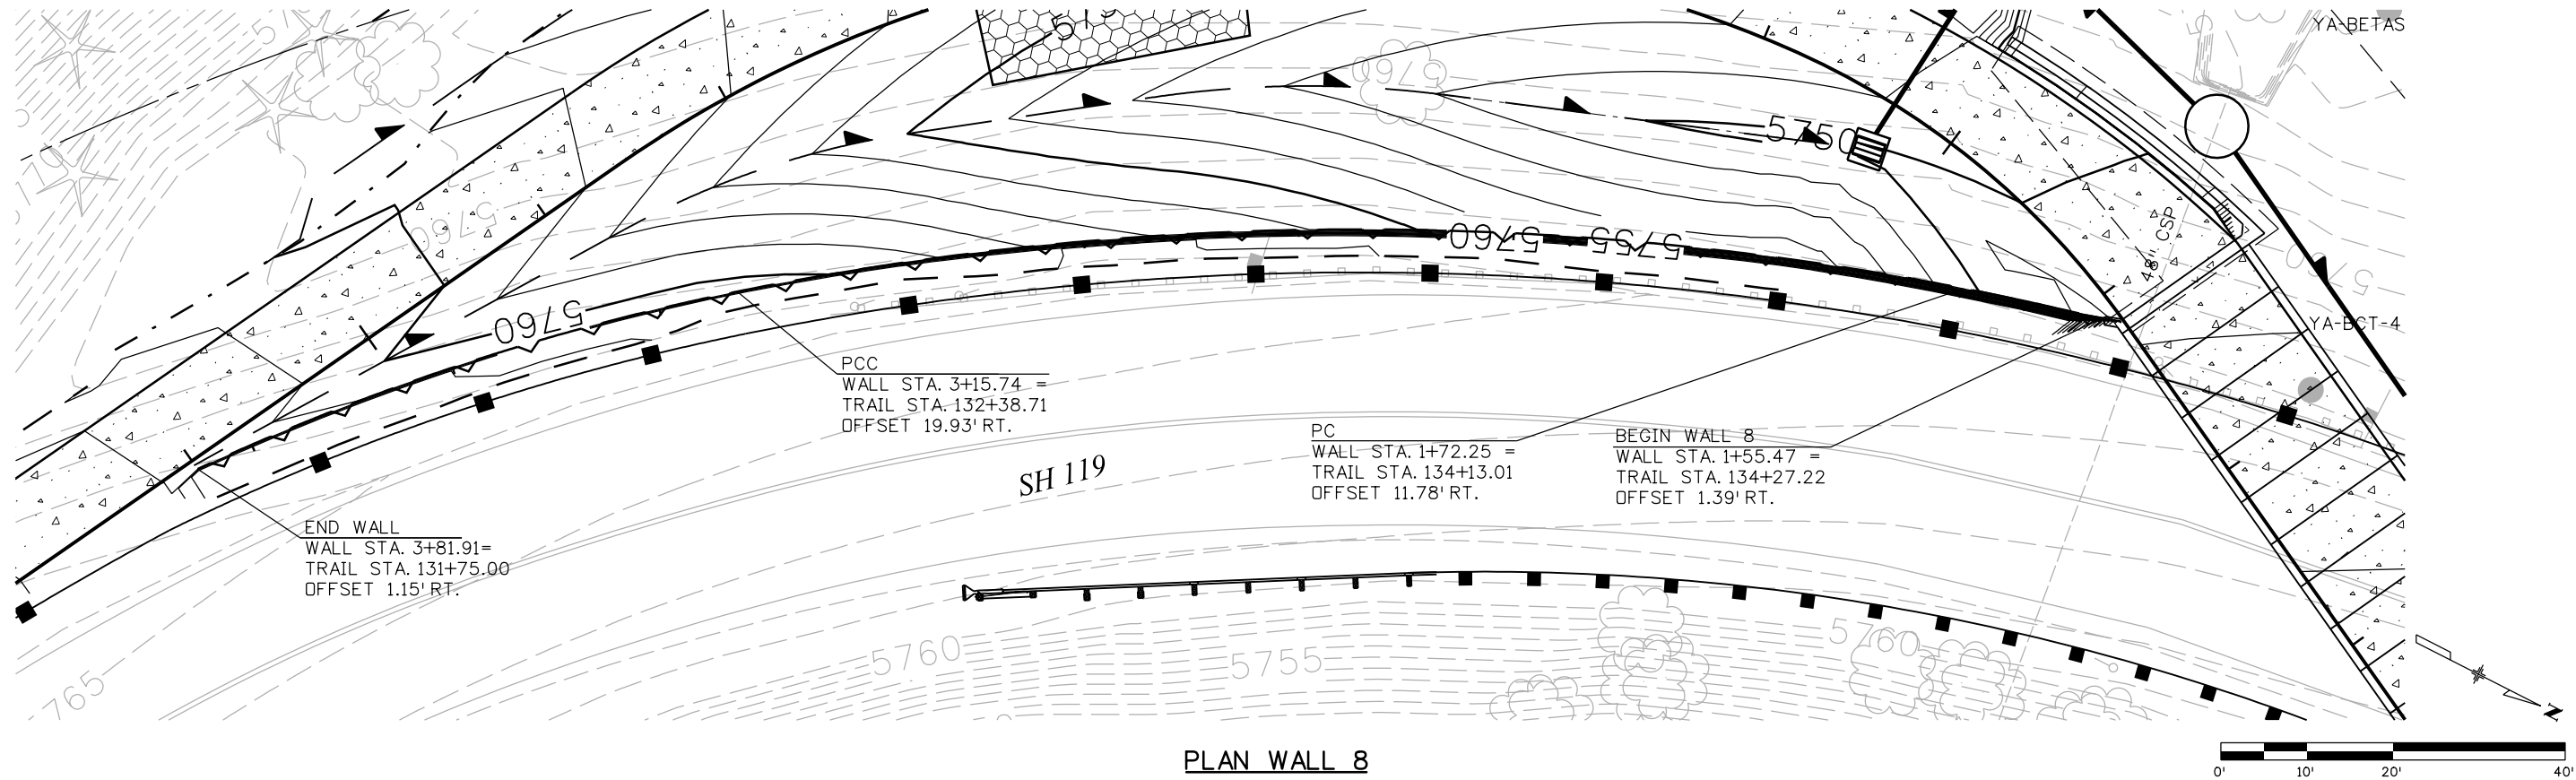 YA-BETAS
5760
5750
5760
48" CSP
5760
5755
5760
YA-BCT-4
PCC
WALL STA. 3+15.74 =
TRAIL STA. 132+38.71
OFFSET 19.93' RT.
PC
WALL STA. 1+72.25 =
TRAIL STA. 134+13.01
OFFSET 11.78' RT.
BEGIN WALL 8
WALL STA. 1+55.47 =
TRAIL STA. 134+27.22
OFFSET 1.39' RT.
SH 119
END WALL
WALL STA. 3+81.91=
TRAIL STA. 131+75.00
OFFSET 1.15' RT.
5760
5755
5760
765
N
PLAN WALL 8
0' 10' 20' 40'